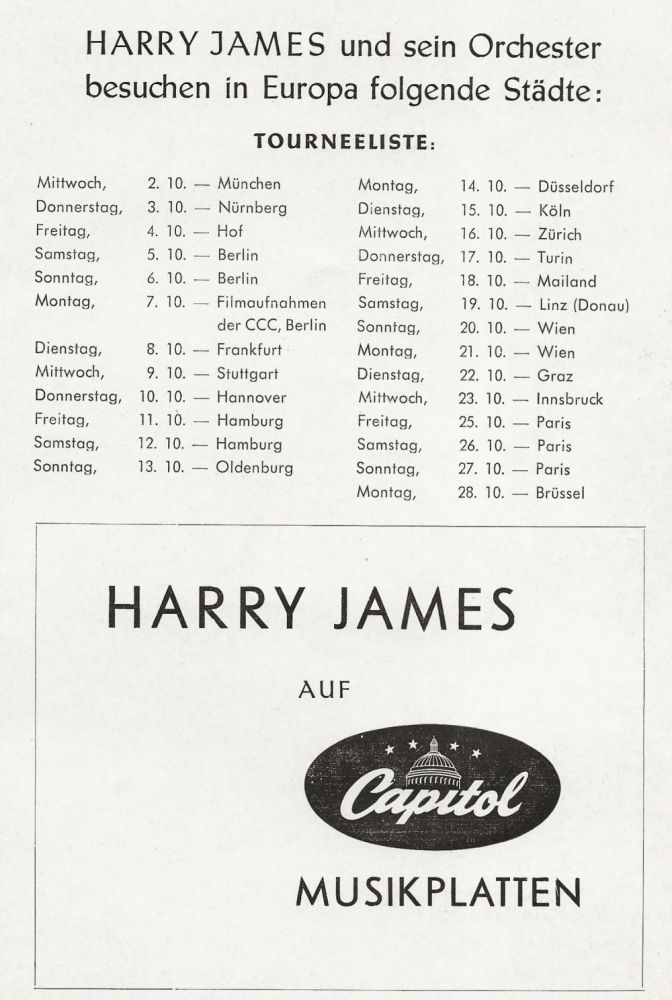 HARRY JAMES und sein Orchester
besuchen in Europa folgende Städte:
TOURNEELISTE:
Mittwoch, 2. 10. — München
Donnerstag, 3. 10. — Nürnberg
Freitag, 4. 10. — Hof
Samstag, 5. 10. — Berlin
Sonntag, 6. 10. — Berlin
Montag, 7. 10. — Filmaufnahmen
der CCC, Berlin
Dienstag, 8. 10. — Frankfurt
Mittwoch, 9. 10. — Stuttgart
Donnerstag, 10. 10. — Hannover
Freitag, 11. 10. — Hamburg
Samstag, 12. 10. — Hamburg
Sonntag, 13. 10. — Oldenburg
Montag, 14. 10. — Düsseldorf
Dienstag, 15. 10. — Köln
Mittwoch, 16. 10. — Zürich
Donnerstag, 17. 10. — Turin
Freitag, 18. 10. — Mailand
Samstag, 19. 10. — Linz (Donau)
Sonntag, 20. 10. — Wien
Montag, 21. 10. — Wien
Dienstag, 22. 10. — Graz
Mittwoch, 23. 10. — Innsbruck
Freitag, 25. 10. — Paris
Samstag, 26. 10. — Paris
Sonntag, 27. 10. — Paris
Montag, 28. 10. — Brüssel
HARRY JAMES
AUF
Capitol
MUSIKPLATTEN